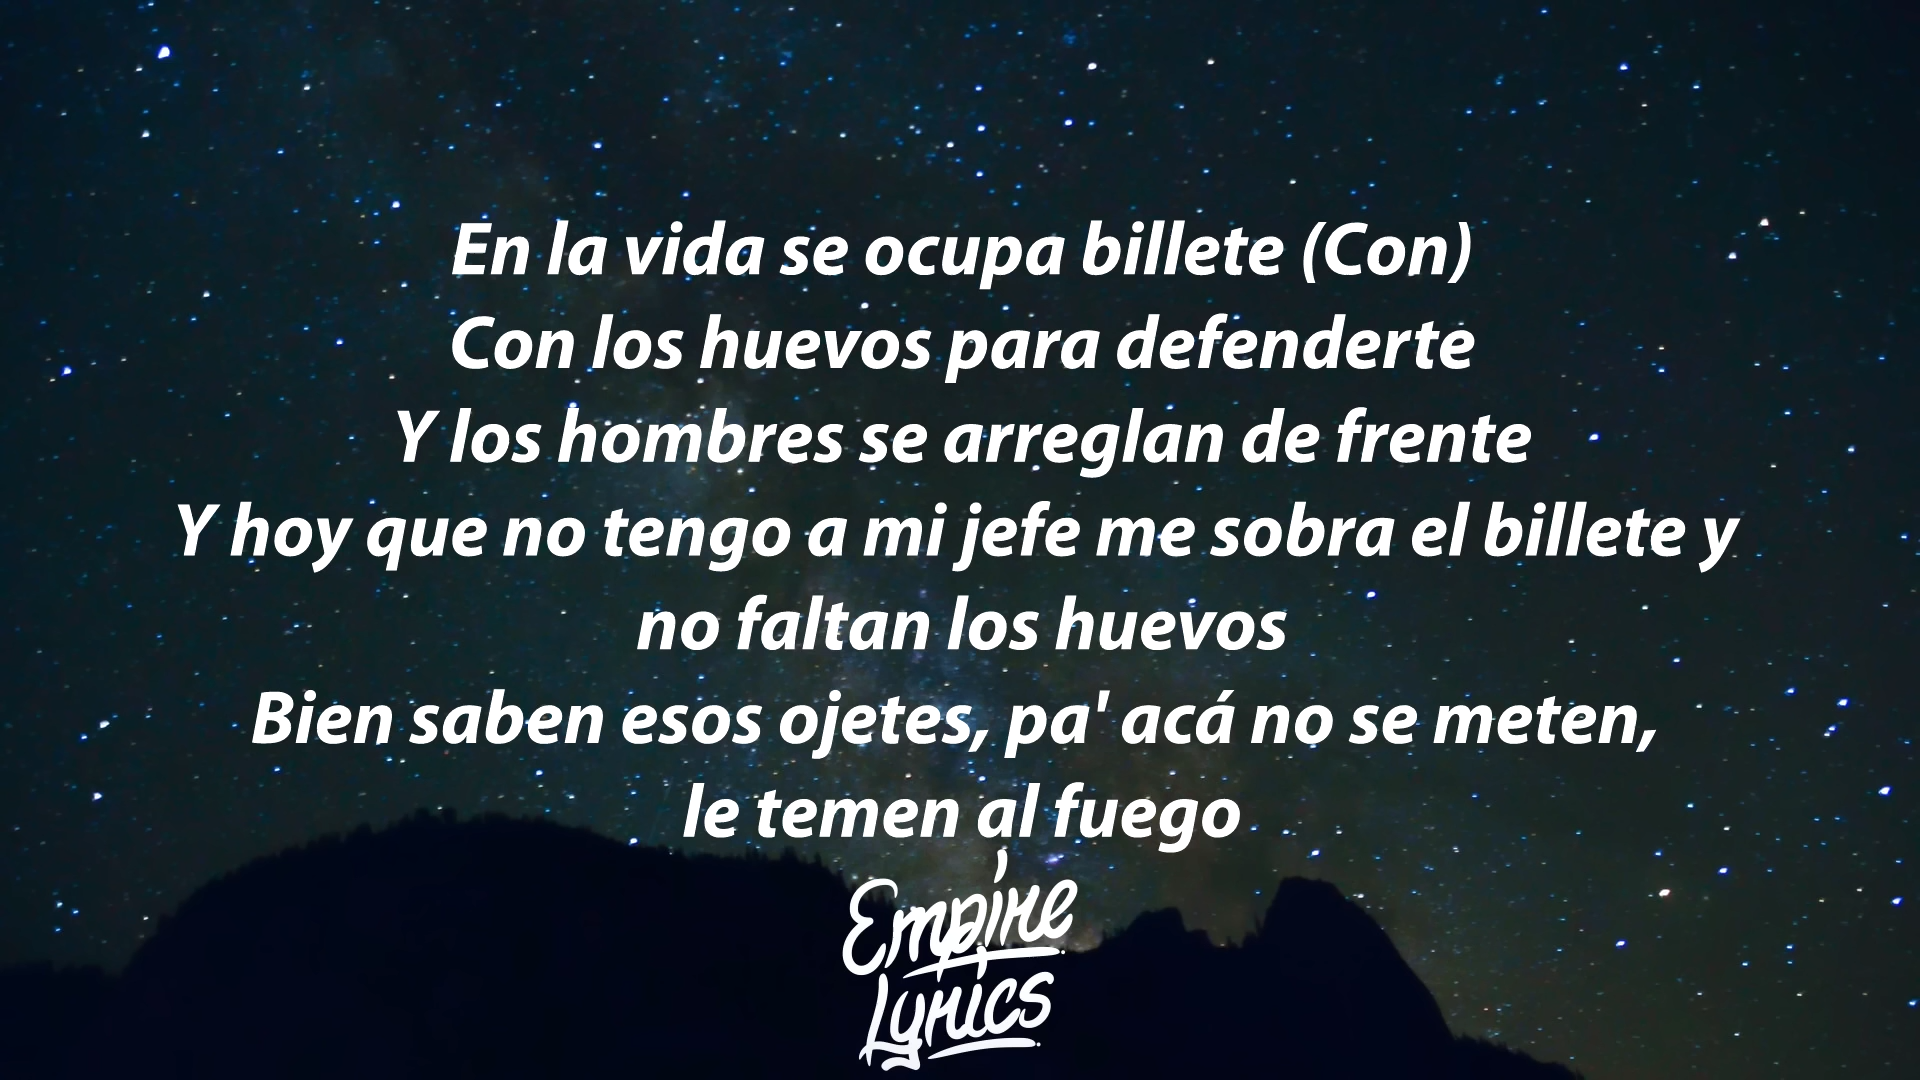 En la vida se ocupa billete (Con)
Con los huevos para defenderte
Y los hombres se arreglan de frente
Y hoy que no tengo a mi jefe me sobra el billete y
no faltan los huevos
Bien saben esos ojetes, pa' acá no se meten,
le temen al fuego
Empire
Lyrics